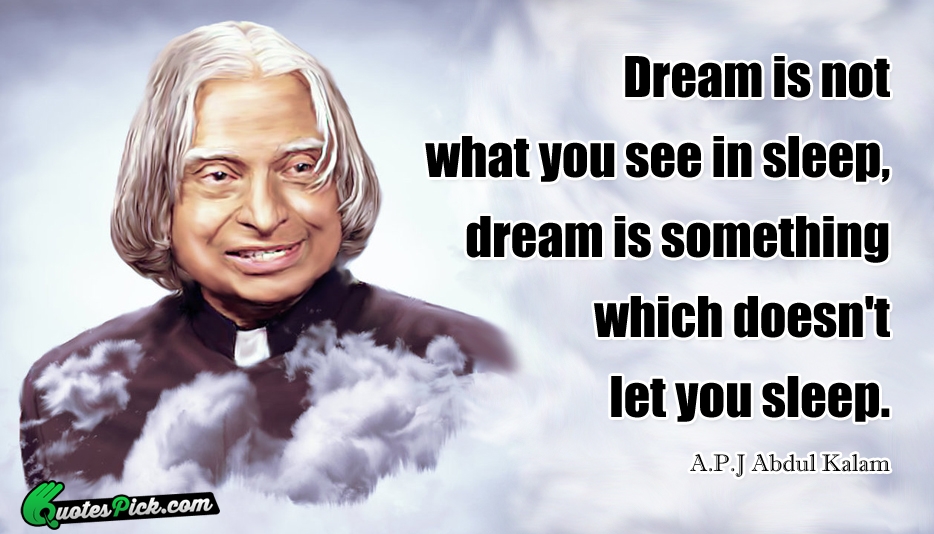 Dream is not
what you see in sleep,
dream is something
which doesn't
let you sleep.
A.P.J Abdul Kalam
QuotesPick.com